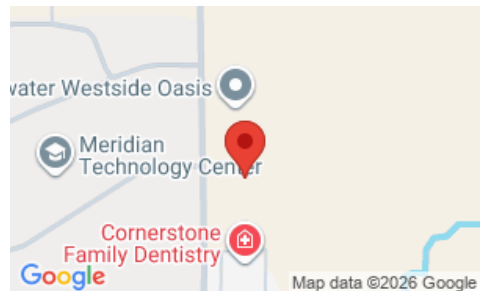 water Westside Oasis
Meridian
Technology Center
Cornerstone
Family Dentistry
Google
Map data ©2026 Google